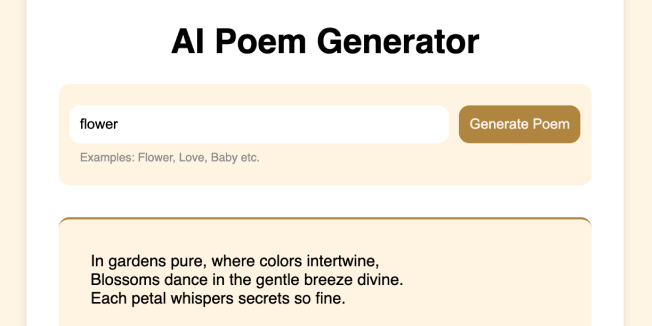 AI Poem Generator
flower
Generate Poem
Examples: Flower, Love, Baby etc.
In gardens pure, where colors intertwine,
Blossoms dance in the gentle breeze divine.
Each petal whispers secrets so fine.